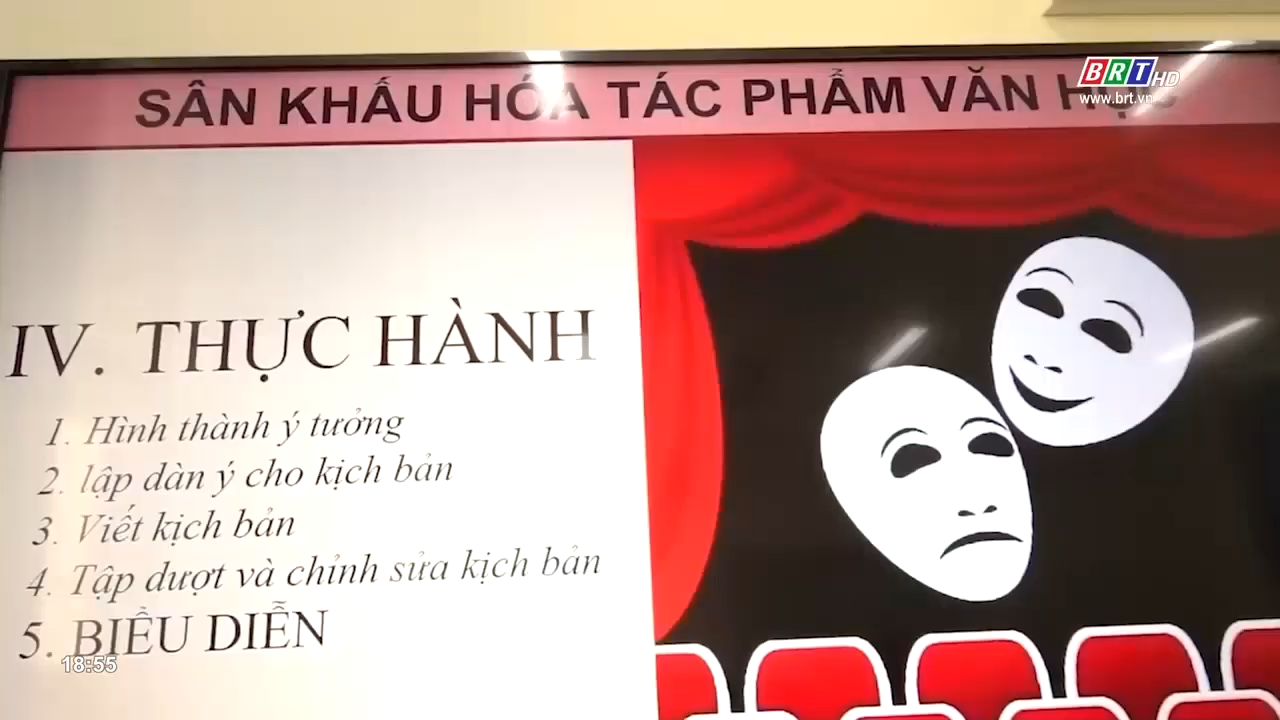 SÂN KHẤU HÓA TÁC PHẨM VĂN HỌC
BRT HD
www.brt.vn
IV. THỰC HÀNH
1. Hình thành ý tưởng
2. lập dàn ý cho kịch bản
3. Viết kịch bản
4. Tập dượt và chỉnh sửa kịch bản
5. BIỂU DIỄN
18:55